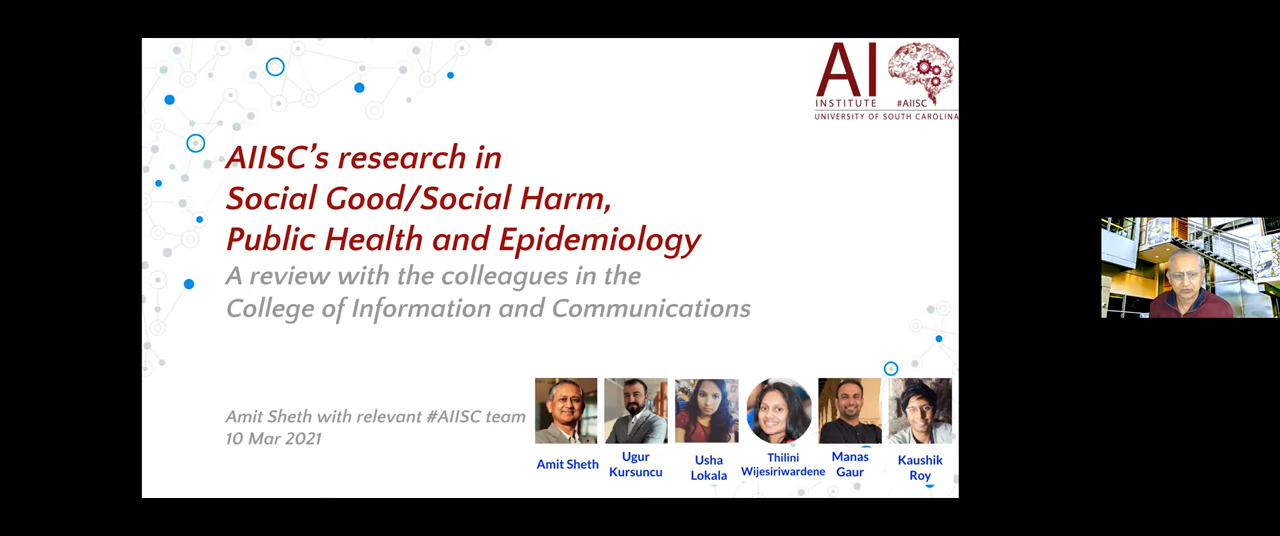 AI
INSTITUTE #AIISC
UNIVERSITY OF SOUTH CAROLINA
AIISC’s research in
Social Good/Social Harm,
Public Health and Epidemiology
A review with the colleagues in the
College of Information and Communications
Amit Sheth with relevant #AIISC team
10 Mar 2021
Amit Sheth
Ugur
Kursuncu
Usha
Lokala
Thilini
Wijesiriwardene
Manas
Gaur
Kaushik
Roy